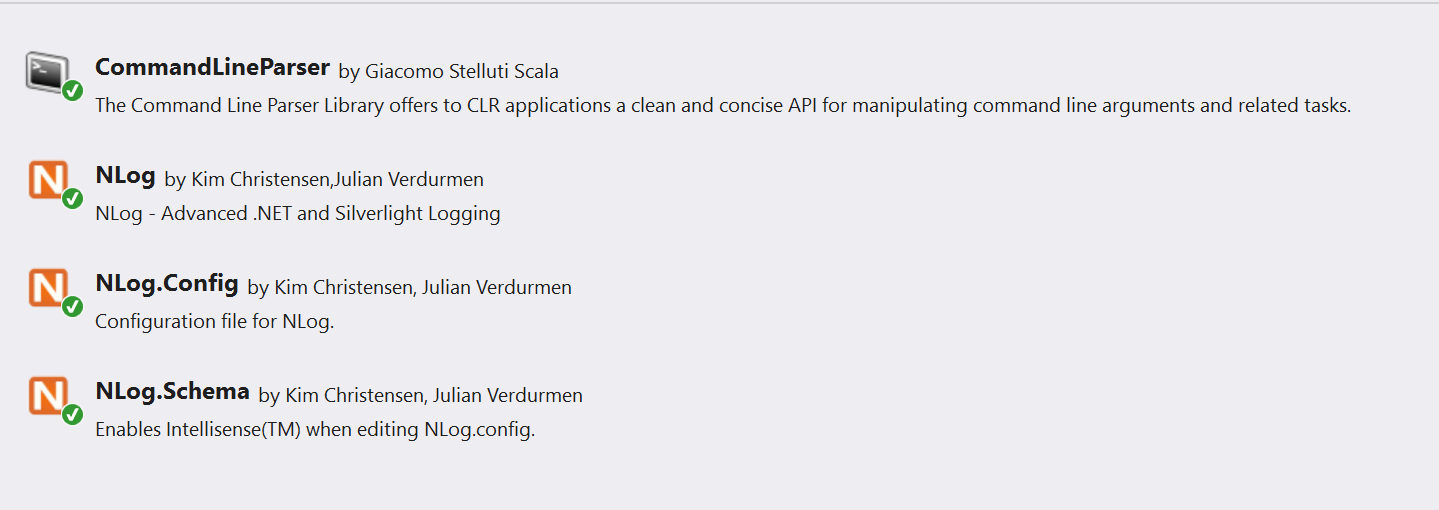 CommandLineParser by Giacomo Stelluti Scala
The Command Line Parser Library offers to CLR applications a clean and concise API for manipulating command line arguments and related tasks.
NLog by Kim Christensen,Julian Verdurmen
NLog - Advanced .NET and Silverlight Logging
NLog.Config by Kim Christensen, Julian Verdurmen
Configuration file for NLog.
NLog.Schema by Kim Christensen, Julian Verdurmen
Enables Intellisense(TM) when editing NLog.config.